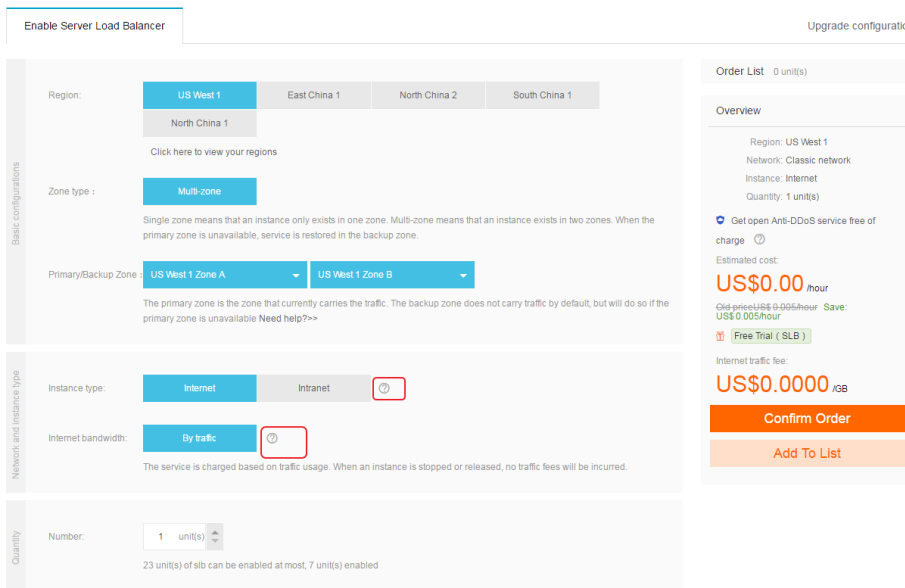 Enable Server Load Balancer
Upgrade configuratio
Basic configurations
Region:
US West 1
East China 1
North China 2
South China 1
North China 1
Click here to view your regions
Zone type :
Multi-zone
Single zone means that an instance only exists in one zone. Multi-zone means that an instance exists in two zones. When the
primary zone is unavailable, service is restored in the backup zone.
Primary/Backup Zone :
US West 1 Zone A
US West 1 Zone B
The primary zone is the zone that currently carries the traffic. The backup zone does not carry traffic by default, but will do so if the
primary zone is unavailable Need help?>>
Network and instance type
Instance type:
Internet
Intranet
Internet bandwidth:
By traffic
The service is charged based on traffic usage. When an instance is stopped or released, no traffic fees will be incurred.
Quantity
Number:
1 unit(s)
23 unit(s) of slb can be enabled at most, 7 unit(s) enabled
Order List 0 unit(s)
Overview
Region: US West 1
Network: Classic network
Instance: Internet
Quantity: 1 unit(s)
Get open Anti-DDoS service free of
charge
Estimated cost:
US$0.00 /hour
Old priceUS$ 0.005/hour Save:
US$ 0.005/hour
Free Trial ( SLB )
Internet traffic fee:
US$0.0000 /GB
Confirm Order
Add To List